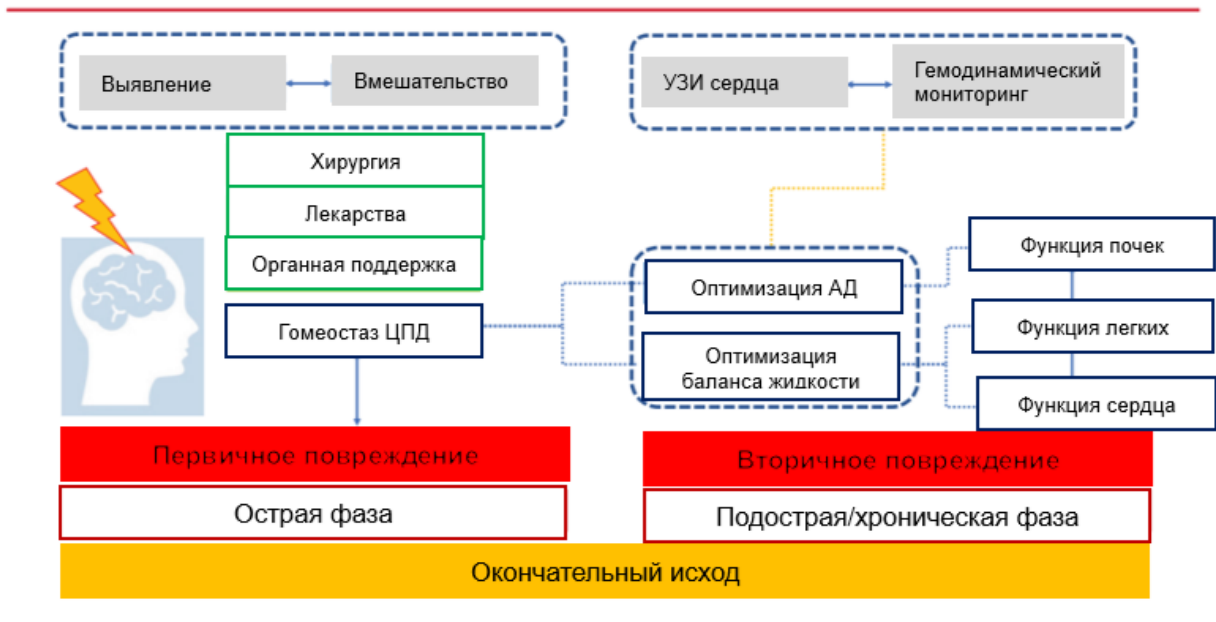 Выявление
Вмешательство
УЗИ сердца
Гемодинамический
мониторинг
Хирургия
Лекарства
Органная поддержка
Гомеостаз ЦПД
Оптимизация АД
Оптимизация
баланса жидкости
Функция почек
Функция легких
Функция сердца
Первичное повреждение
Вторичное повреждение
Острая фаза
Подострая/хроническая фаза
Окончательный исход